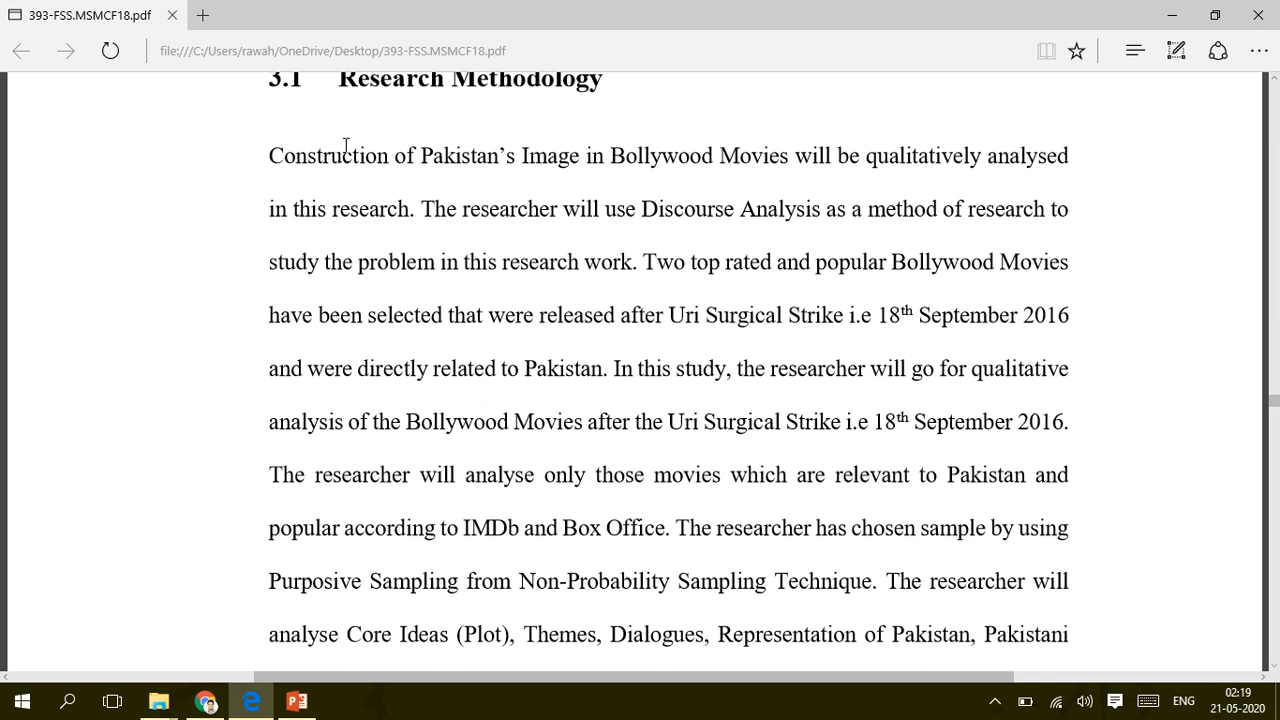 393-FSS.MSMCF18.pdf
file:///C:/Users/rawah/OneDrive/Desktop/393-FSS.MSMCF18.pdf
3.1 Research Methodology
Construction of Pakistan’s Image in Bollywood Movies will be qualitatively analysed
in this research. The researcher will use Discourse Analysis as a method of research to
study the problem in this research work. Two top rated and popular Bollywood Movies
have been selected that were released after Uri Surgical Strike i.e 18th September 2016
and were directly related to Pakistan. In this study, the researcher will go for qualitative
analysis of the Bollywood Movies after the Uri Surgical Strike i.e 18th September 2016.
The researcher will analyse only those movies which are relevant to Pakistan and
popular according to IMDb and Box Office. The researcher has chosen sample by using
Purposive Sampling from Non-Probability Sampling Technique. The researcher will
analyse Core Ideas (Plot), Themes, Dialogues, Representation of Pakistan, Pakistani
ENG
02:19
21-05-2020